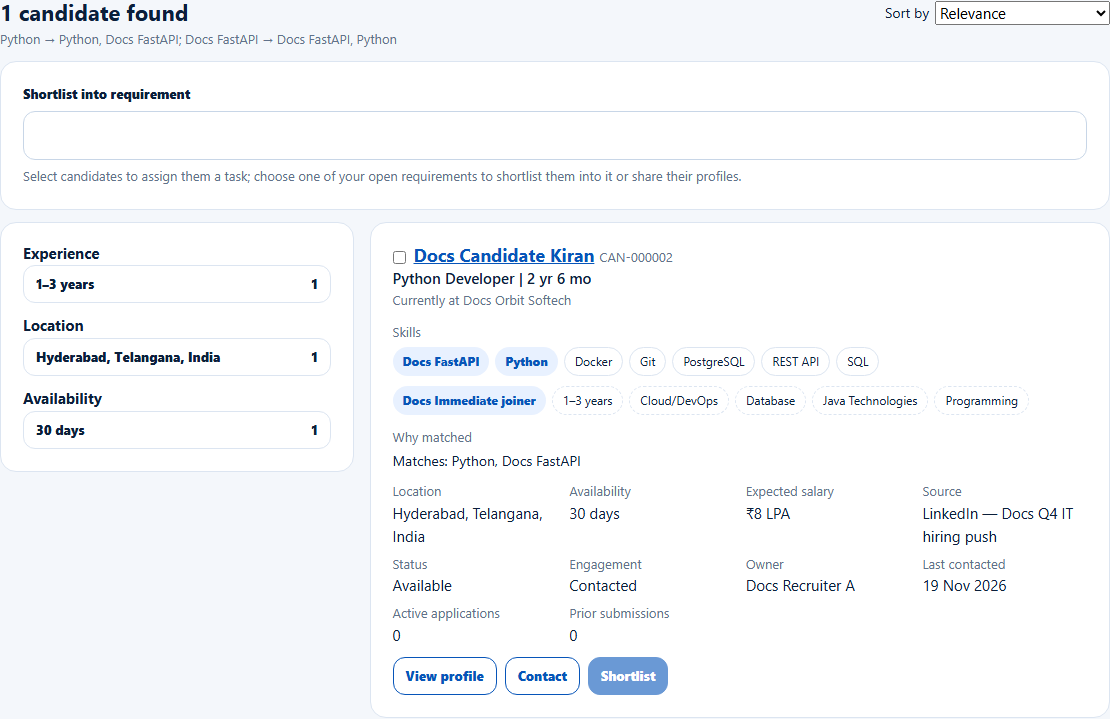 1 candidate found
Sort by Relevance
Python → Python, Docs FastAPI; Docs FastAPI → Docs FastAPI, Python
Shortlist into requirement
Select candidates to assign them a task; choose one of your open requirements to shortlist them into it or share their profiles.
Experience
1–3 years 1
Location
Hyderabad, Telangana, India 1
Availability
30 days 1
Docs Candidate Kiran CAN-000002
Python Developer | 2 yr 6 mo
Currently at Docs Orbit Softech
Skills
Docs FastAPI Python Docker Git PostgreSQL REST API SQL
Docs Immediate joiner 1–3 years Cloud/DevOps Database Java Technologies Programming
Why matched
Matches: Python, Docs FastAPI
Location Availability Expected salary Source
Hyderabad, Telangana, 30 days ₹8 LPA LinkedIn — Docs Q4 IT
India hiring push
Status Engagement Owner Last contacted
Available Contacted Docs Recruiter A 19 Nov 2026
Active applications Prior submissions
0 0
View profile Contact Shortlist